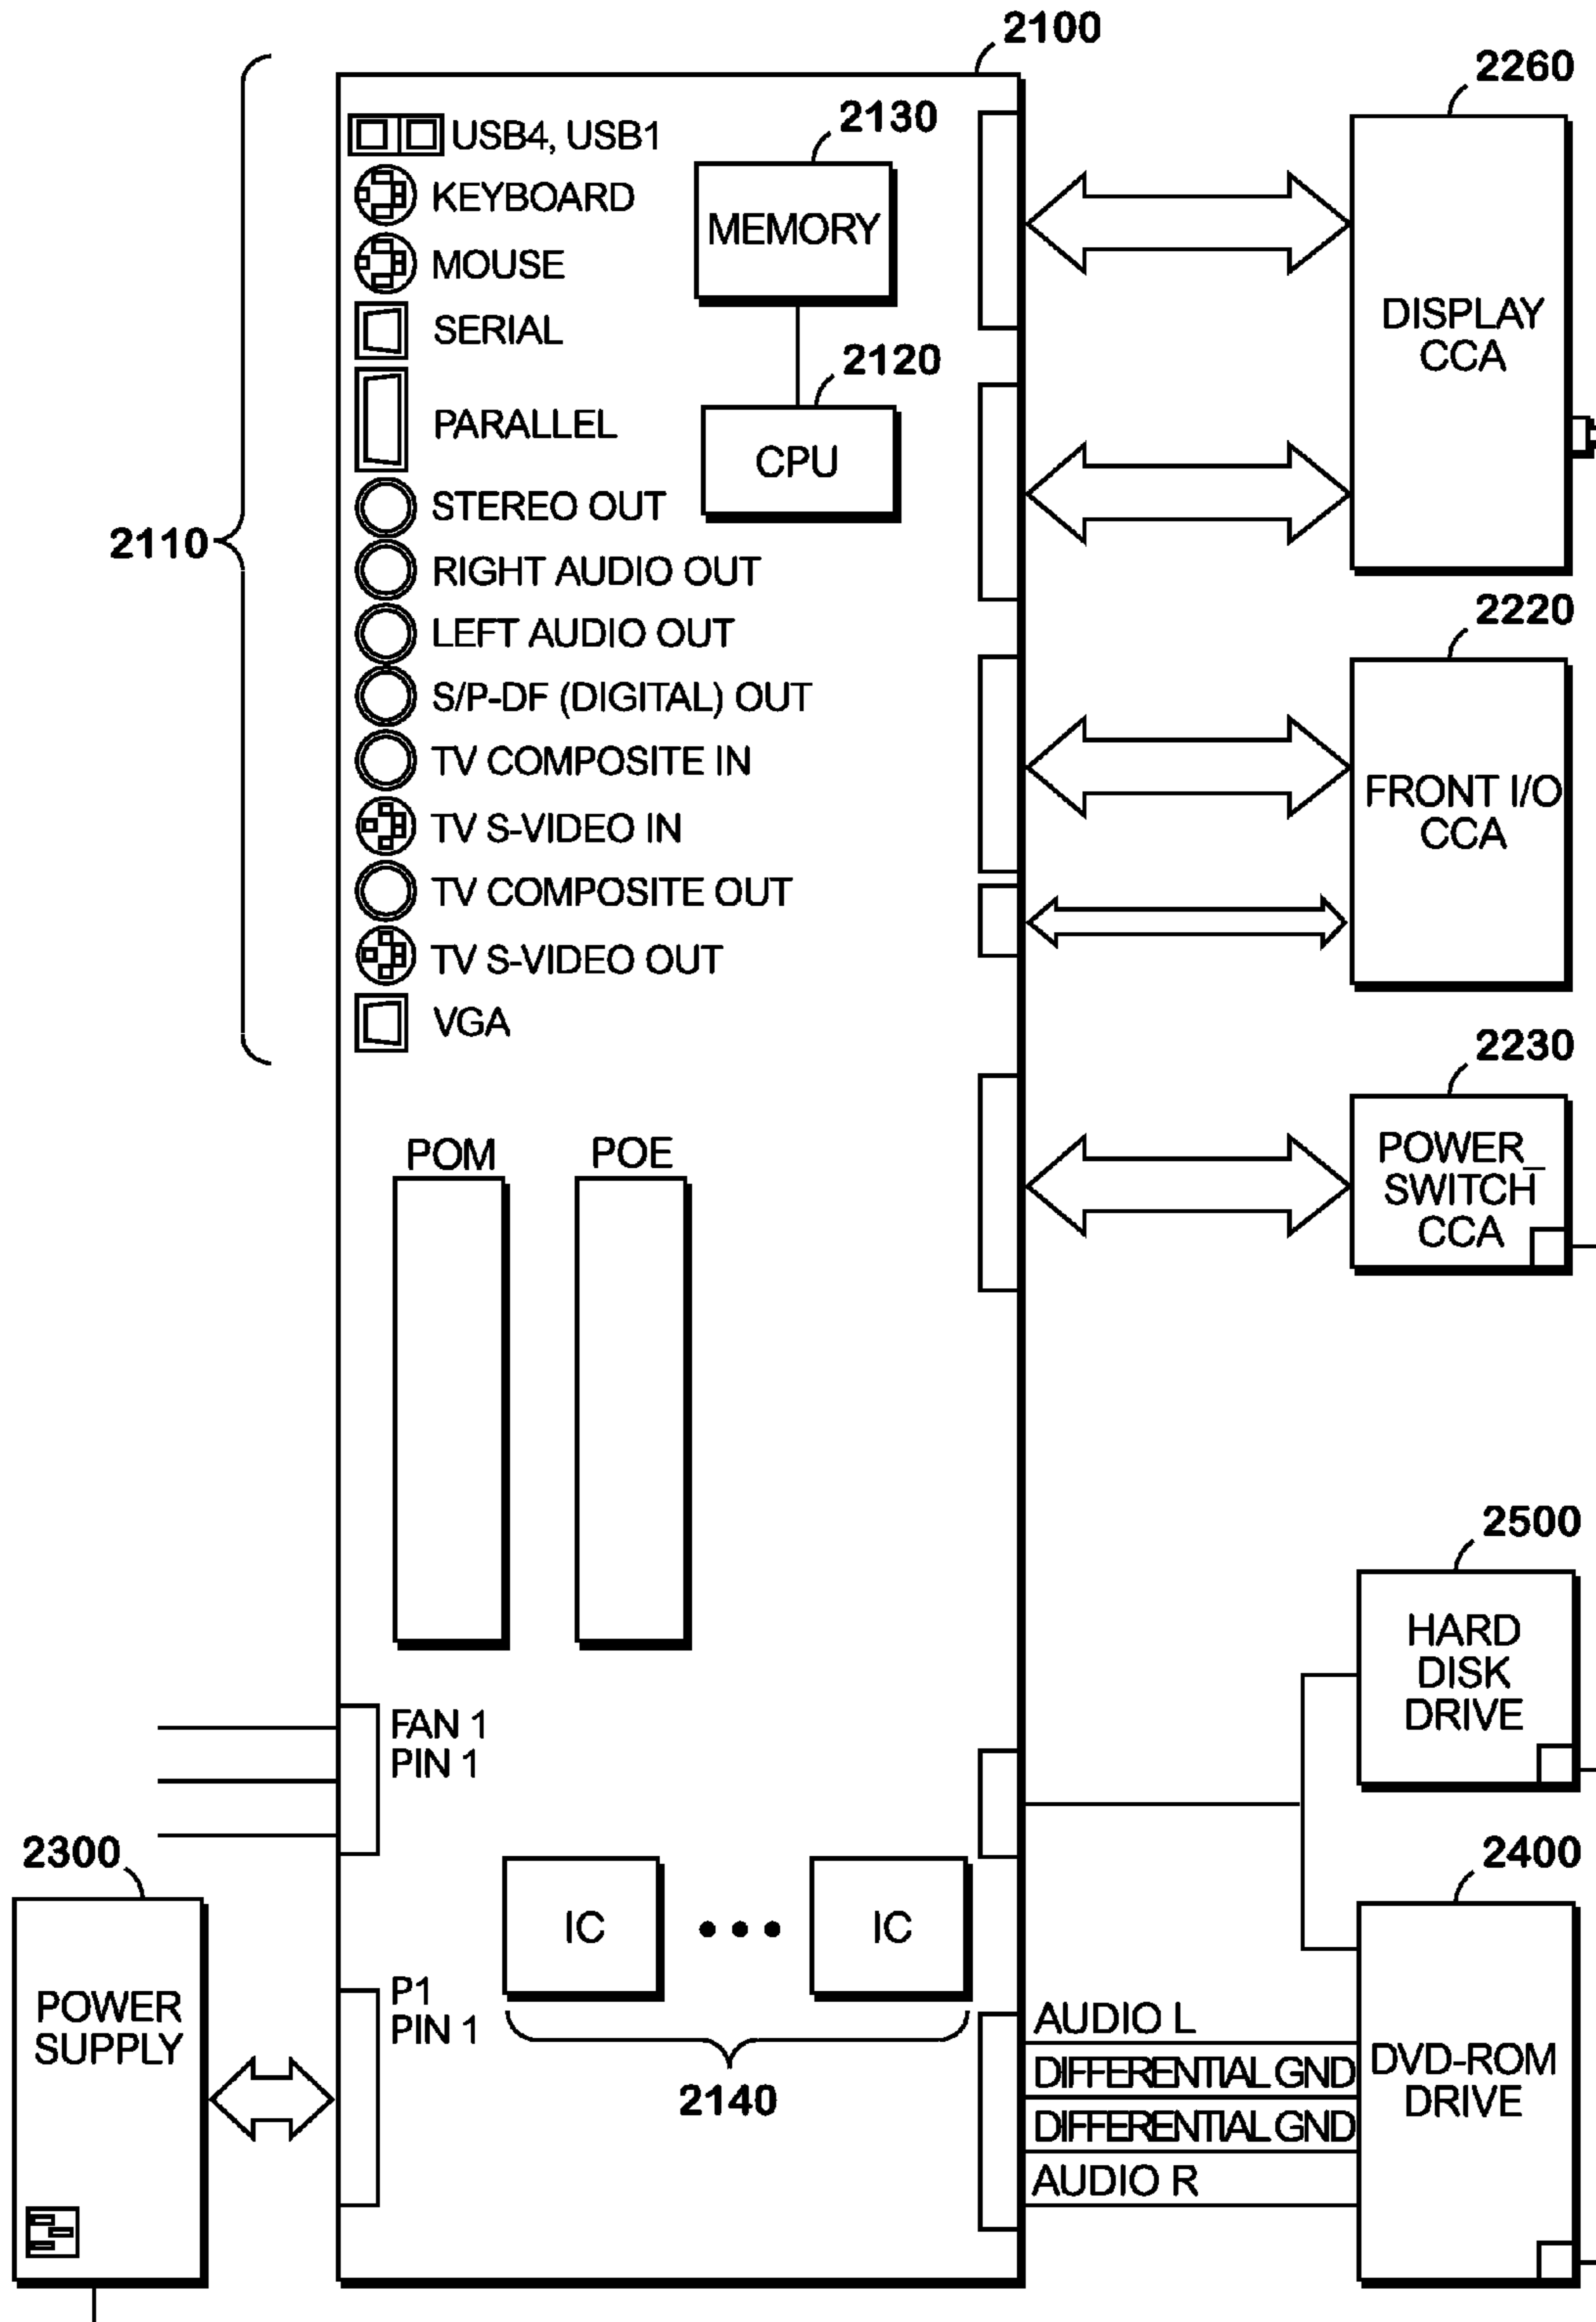 2100
2260
2130
USB4, USB1
KEYBOARD
MOUSE
SERIAL
PARALLEL
STEREO OUT
RIGHT AUDIO OUT
LEFT AUDIO OUT
S/P-DF (DIGITAL) OUT
TV COMPOSITE IN
TV S-VIDEO IN
TV COMPOSITE OUT
TV S-VIDEO OUT
VGA
2110
MEMORY
2120
CPU
DISPLAY
CCA
2220
FRONT I/O
CCA
2230
POWER_
SWITCH_
CCA
POM
POE
2500
HARD
DISK
DRIVE
FAN 1
PIN 1
2300
POWER
SUPPLY
P1
PIN 1
IC
IC
2140
2400
AUDIO L
DIFFERENTIAL GND
DIFFERENTIAL GND
AUDIO R
DVD-ROM
DRIVE